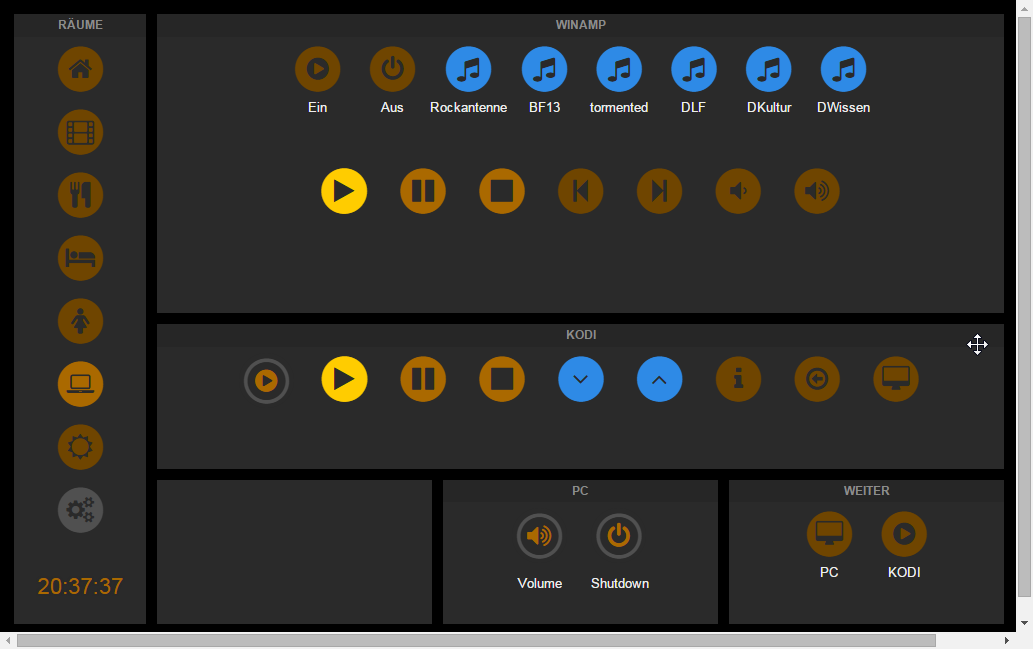 RÄUME
20:37:37
WINAMP
Ein Aus Rockantenne BF13 tormented DLF DKultur DWissen
KODI
PC
Volume Shutdown
WEITER
PC KODI